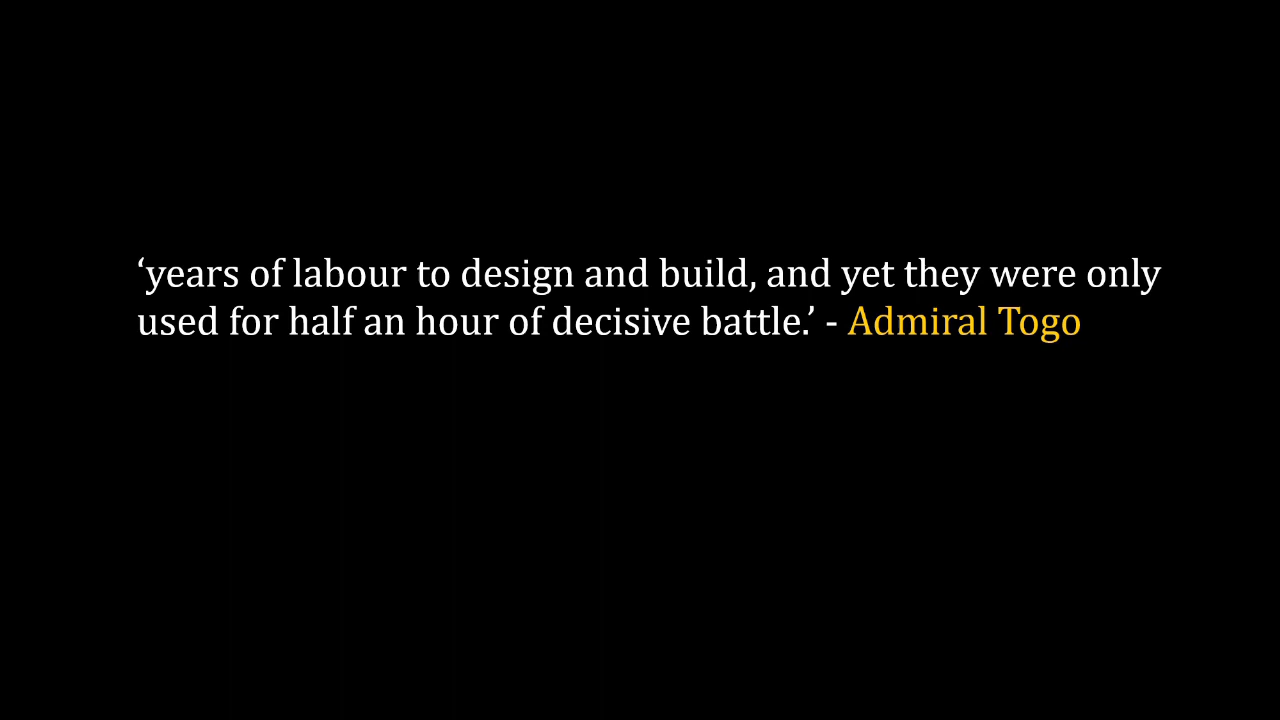 ‘years of labour to design and build, and yet they were only
used for half an hour of decisive battle.’ - Admiral Togo